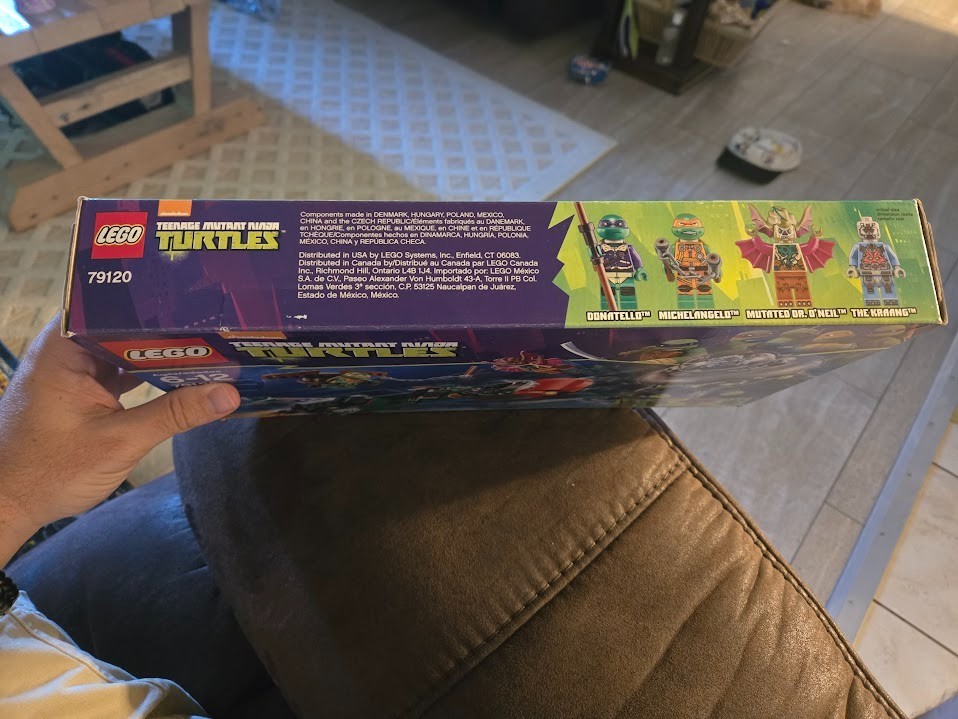 LEGO
nickelodeon
TEENAGE MUTANT NINJA
TURTLES™
79120
Components made in DENMARK, HUNGARY, POLAND, MEXICO,
CHINA and the CZECH REPUBLIC/Éléments fabriqués au DANEMARK,
en HONGRIE, en POLOGNE, au MEXIQUE, en CHINE et en RÉPUBLIQUE
TCHÈQUE/Componentes hechos en DINAMARCA, HUNGRÍA, POLONIA,
MÉXICO, CHINA y REPÚBLICA CHECA.
Distributed in USA by LEGO Systems, Inc., Enfield, CT 06083.
Distributed in Canada by/Distribué au Canada par LEGO Canada
Inc., Richmond Hill, Ontario L4B 1J4. Importado por: LEGO México
S.A. de C.V. Paseo Alexander Von Humboldt 43-A, Torre II PB Col.
Lomas Verdes 3ª sección, C.P. 53125 Naucalpan de Juárez,
Estado de México, México.
DONATELLO™ MICHELANGELO™ MUTATED DR. O'NEIL™ THE KRAANG™
LEGO
TEENAGE MUTANT NINJA
TURTLES